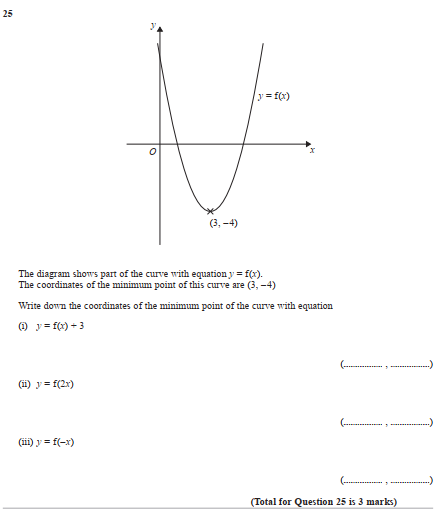 25
y
y = f(x)
O
x
(3, –4)
The diagram shows part of the curve with equation y = f(x).
The coordinates of the minimum point of this curve are (3, –4)
Write down the coordinates of the minimum point of the curve with equation
(i) y = f(x) + 3
(................ , ................)
(ii) y = f(2x)
(................ , ................)
(iii) y = f(–x)
(................ , ................)
(Total for Question 25 is 3 marks)